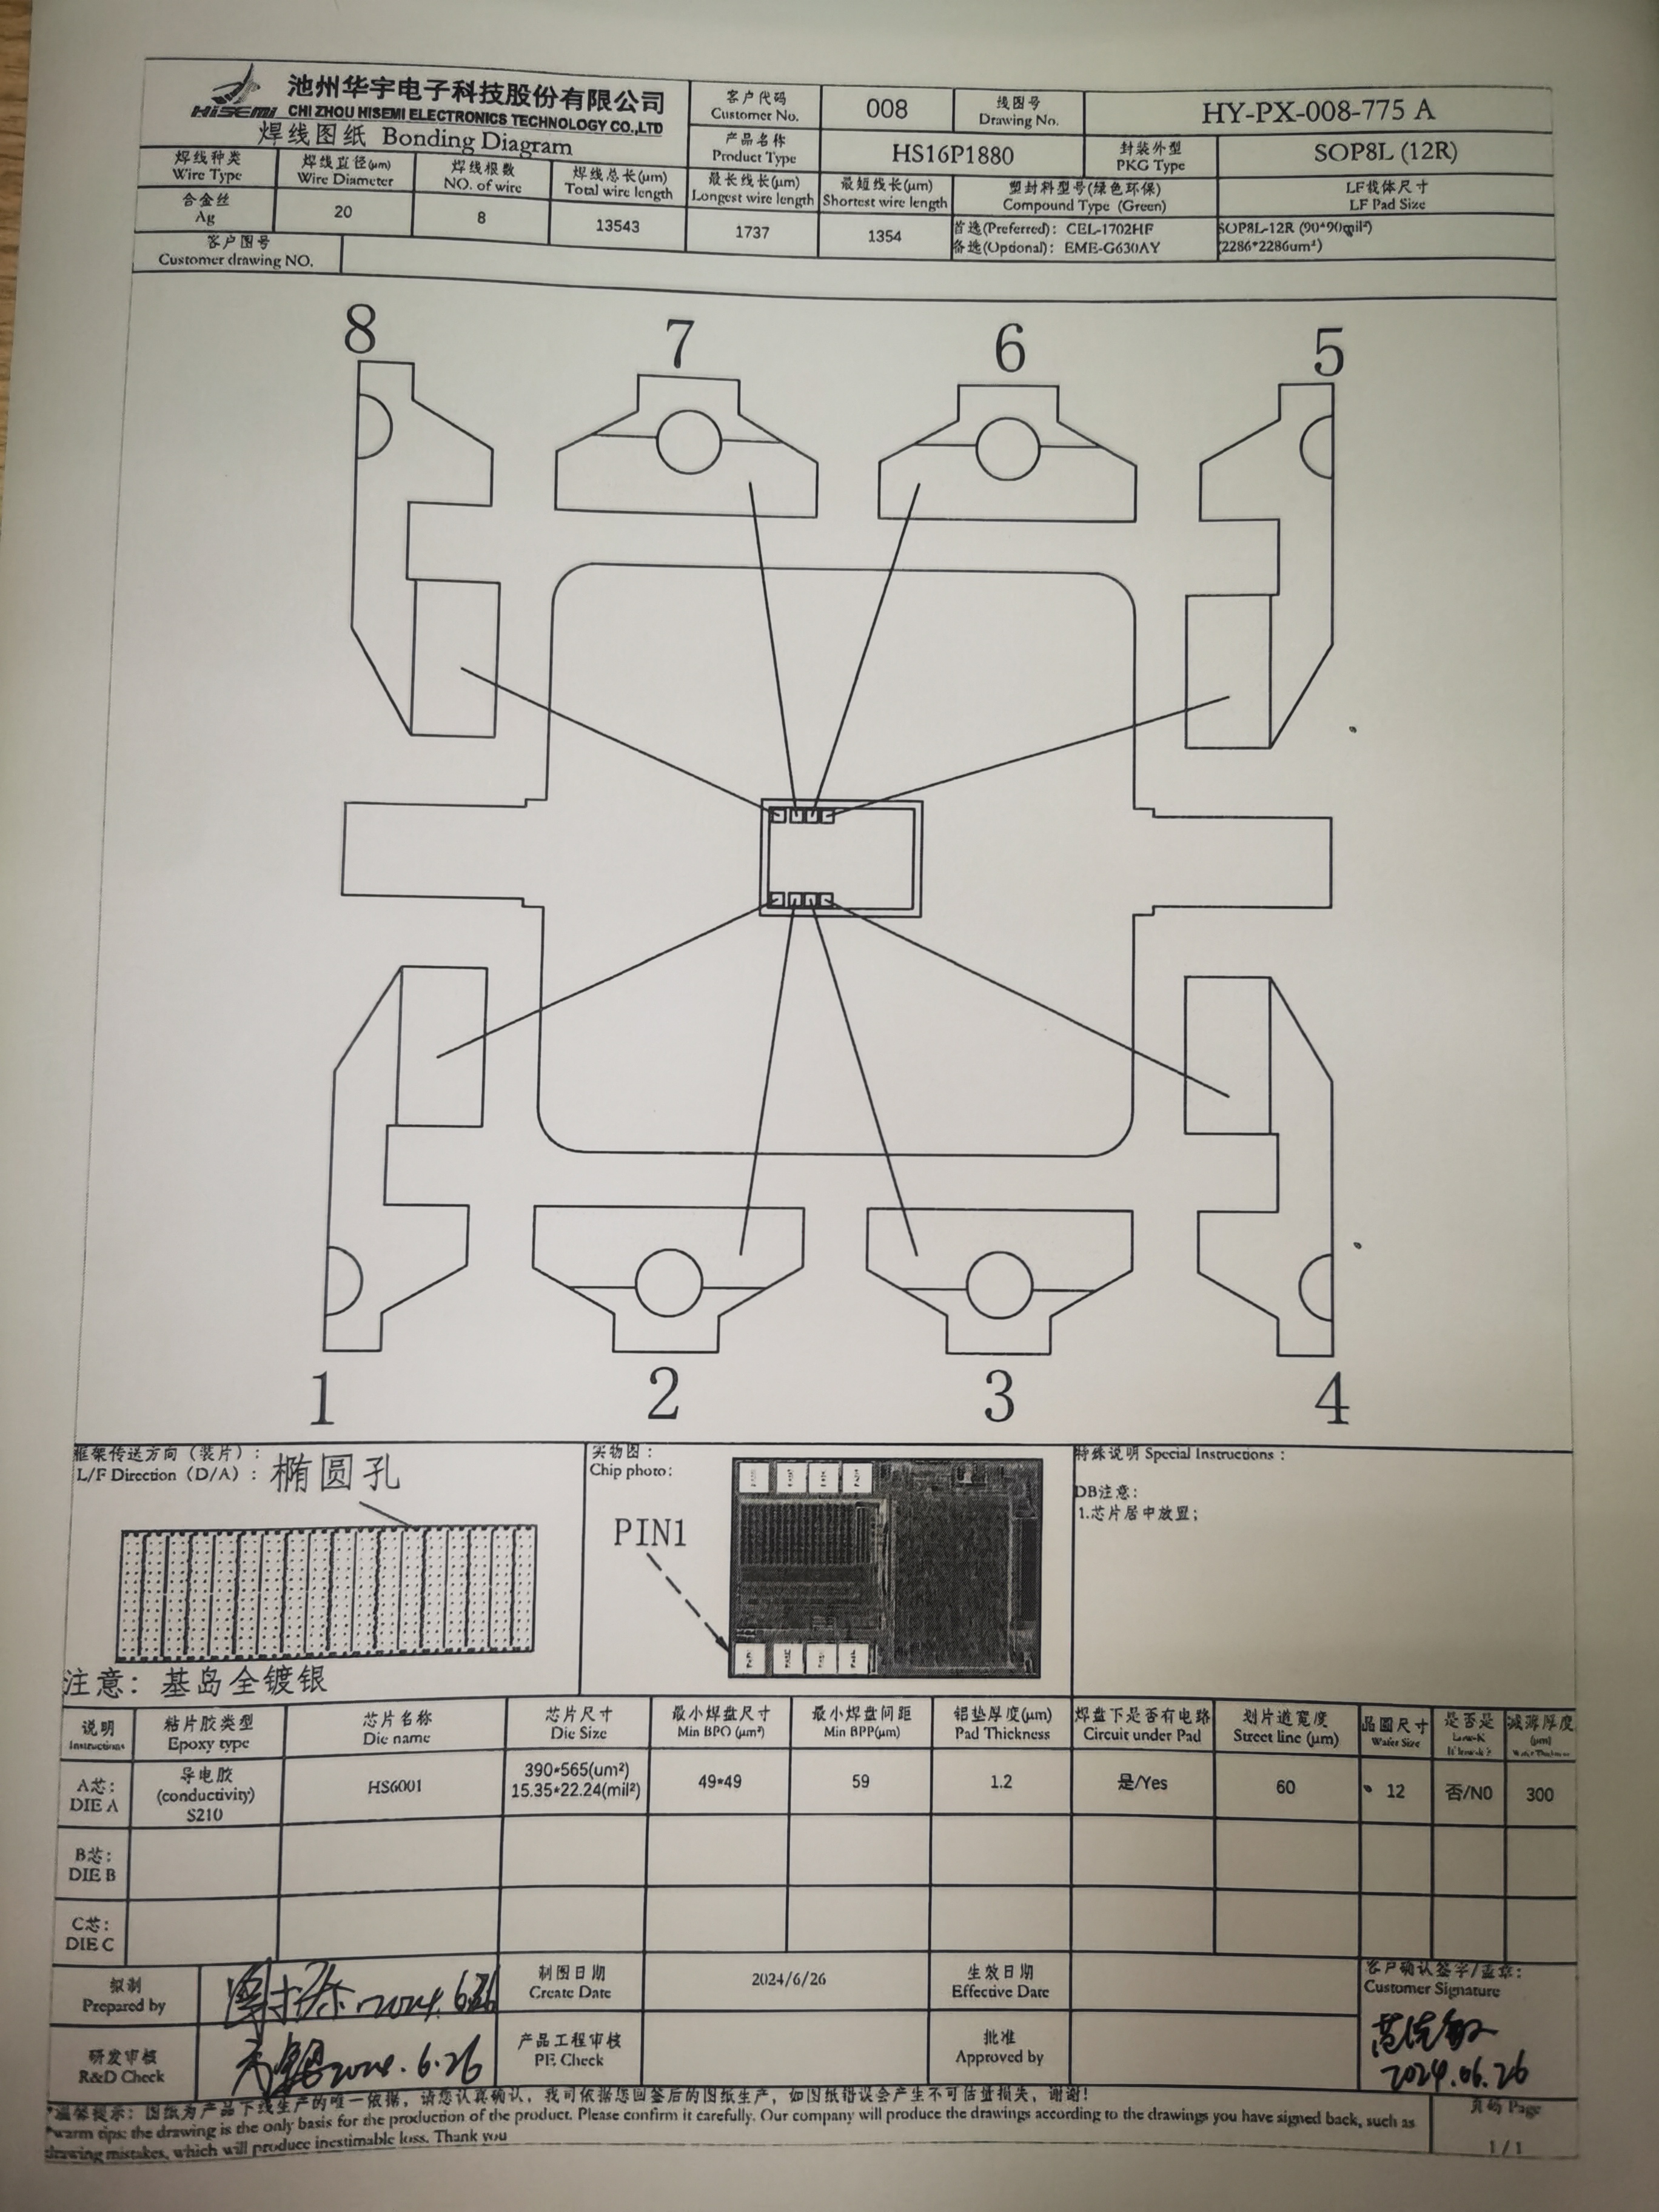 HISEMI
池州华宇电子科技股份有限公司
CHI ZHOU HISEMI ELECTRONICS TECHNOLOGY CO.,LTD
焊线图纸 Bonding Diagram
客户代码 Customer No.
008
线图号 Drawing No.
HY-PX-008-775 A
产品名称 Product Type
HS16P1880
封装外型 PKG Type
SOP8L (12R)
焊线种类 Wire Type
焊线直径(μm) Wire Diameter
焊线根数 NO. of wire
焊线总长(μm) Total wire length
最长线长(μm) Longest wire length
最短线长(μm) Shortest wire length
塑封料型号(绿色环保) Compound Type (Green)
LF载体尺寸 LF Pad Size
合金丝 Ag
20
8
13543
1737
1354
首选(Preferred): CEL-1702HF
备选(Optional): EME-G630AY
SOP8L-12R (90*90mil²)
(2286*2286um²)
客户图号 Customer drawing NO.
8
7
6
5
1
2
3
4
框架传送方向（装片）:
L/F Direction（D/A）: 椭圆孔
注意: 基岛全镀银
实物图:
Chip photo:
PIN1
特殊说明 Special Instructions :
DB注意:
1.芯片居中放置;
说明 Instructions
粘片胶类型 Epoxy type
芯片名称 Die name
芯片尺寸 Die Size
最小焊盘尺寸 Min BPO (μm²)
最小焊盘间距 Min BPP(μm)
铝垫厚度(μm) Pad Thickness
焊盘下是否有电路 Circuit under Pad
划片道宽度 Street line (μm)
晶圆尺寸 Wafer Size
是否是 Low-K
减薄厚度 (μm)
A芯: DIE A
导电胶 (conductivity) S210
HS6001
390*565(um²)
15.35*22.24(mil²)
49*49
59
1.2
是/Yes
60
12
否/NO
300
B芯: DIE B
C芯: DIE C
拟制 Prepared by
2024.6.26
制图日期 Create Date
2024/6/26
生效日期 Effective Date
客户确认签字/盖章:
Customer Signature
2024.06.26
研发审核 R&D Check
2024.6.26
产品工程审核 PE Check
批准 Approved by
*温馨提示: 图纸为产品下线生产的唯一依据, 请您认真确认, 我司依据您回签后的图纸生产, 如图纸错误会产生不可估量损失, 谢谢!
*warm tips: the drawing is the only basis for the production of the product. Please confirm it carefully. Our company will produce the drawings according to the drawings you have signed back, such as
drawing mistakes, which will produce inestimable loss. Thank you
页码 Page
1/1